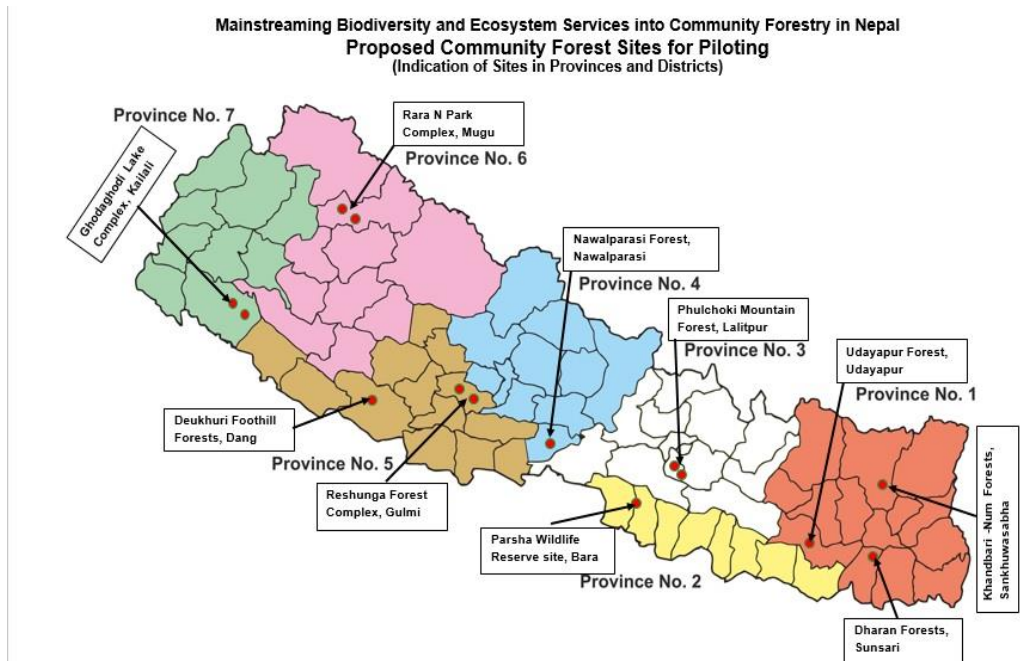 Mainstreaming Biodiversity and Ecosystem Services into Community Forestry in Nepal
Proposed Community Forest Sites for Piloting
(Indication of Sites in Provinces and Districts)
Province No. 7
Rara N Park
Complex, Mugu
Province No. 6
Ghodaghodi Lake
Complex, Kailali
Nawalparasi Forest,
Nawalparasi
Province No. 4
Phulchoki Mountain
Forest, Lalitpur
Province No. 3
Udayapur Forest,
Udayapur
Province No. 1
Deukhuri Foothill
Forests, Dang
Province No. 5
Reshunga Forest
Complex, Gulmi
Parsha Wildlife
Reserve site, Bara
Province No. 2
Khandbari -Num Forests,
Sankhuwasabha
Dharan Forests,
Sunsari